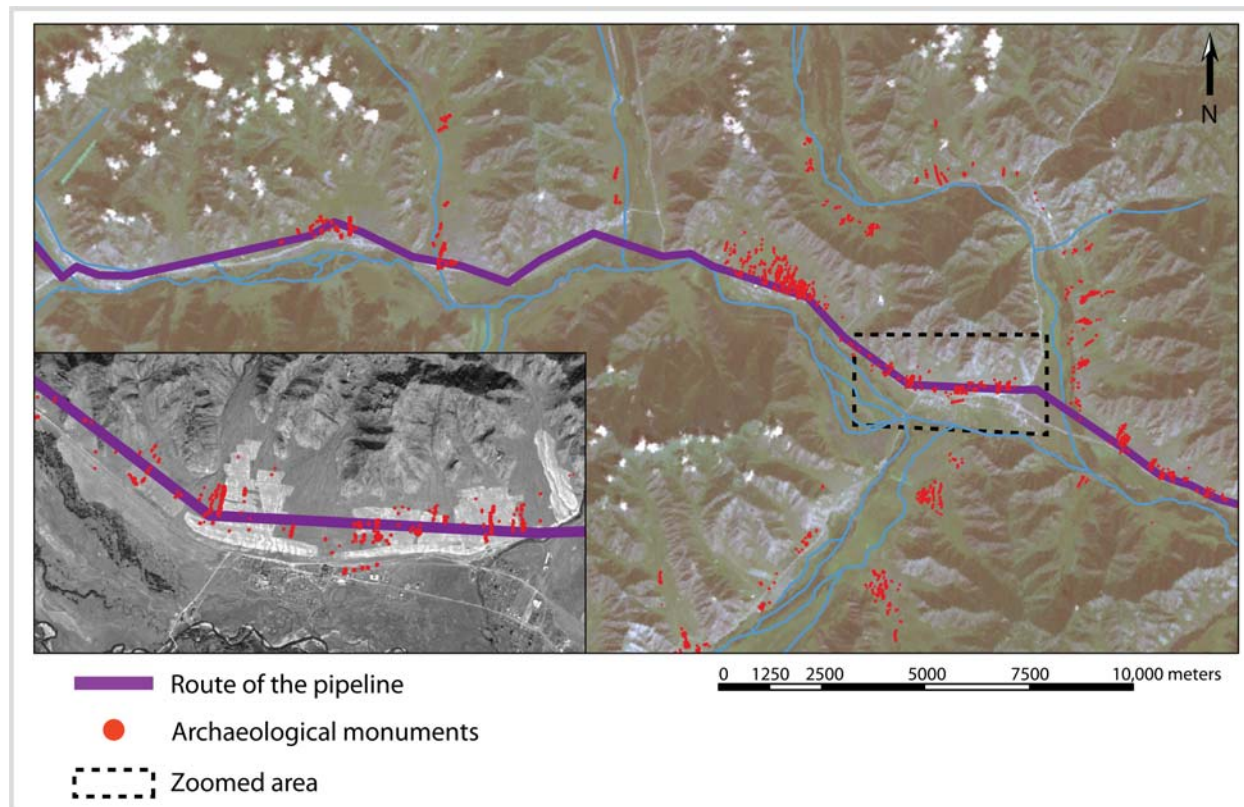 N
0 1250 2500 5000 7500 10,000 meters
Route of the pipeline
Archaeological monuments
Zoomed area